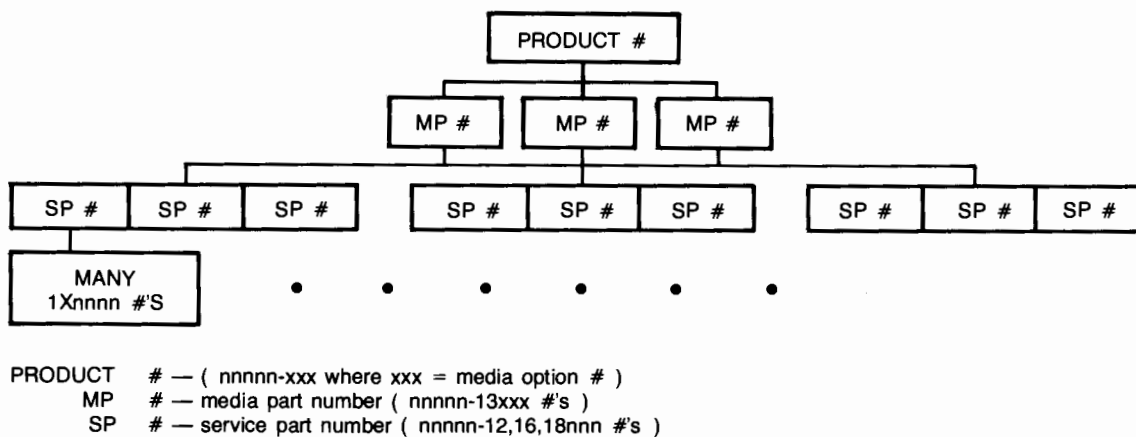 PRODUCT #
MP # MP # MP #
SP # SP # SP # SP # SP # SP # SP # SP # SP #
MANY
1Xnnnn #'S
PRODUCT # — ( nnnnn-xxx where xxx = media option # )
MP # — media part number ( nnnnn-13xxx #'s )
SP # — service part number ( nnnnn-12,16,18nnn #'s )